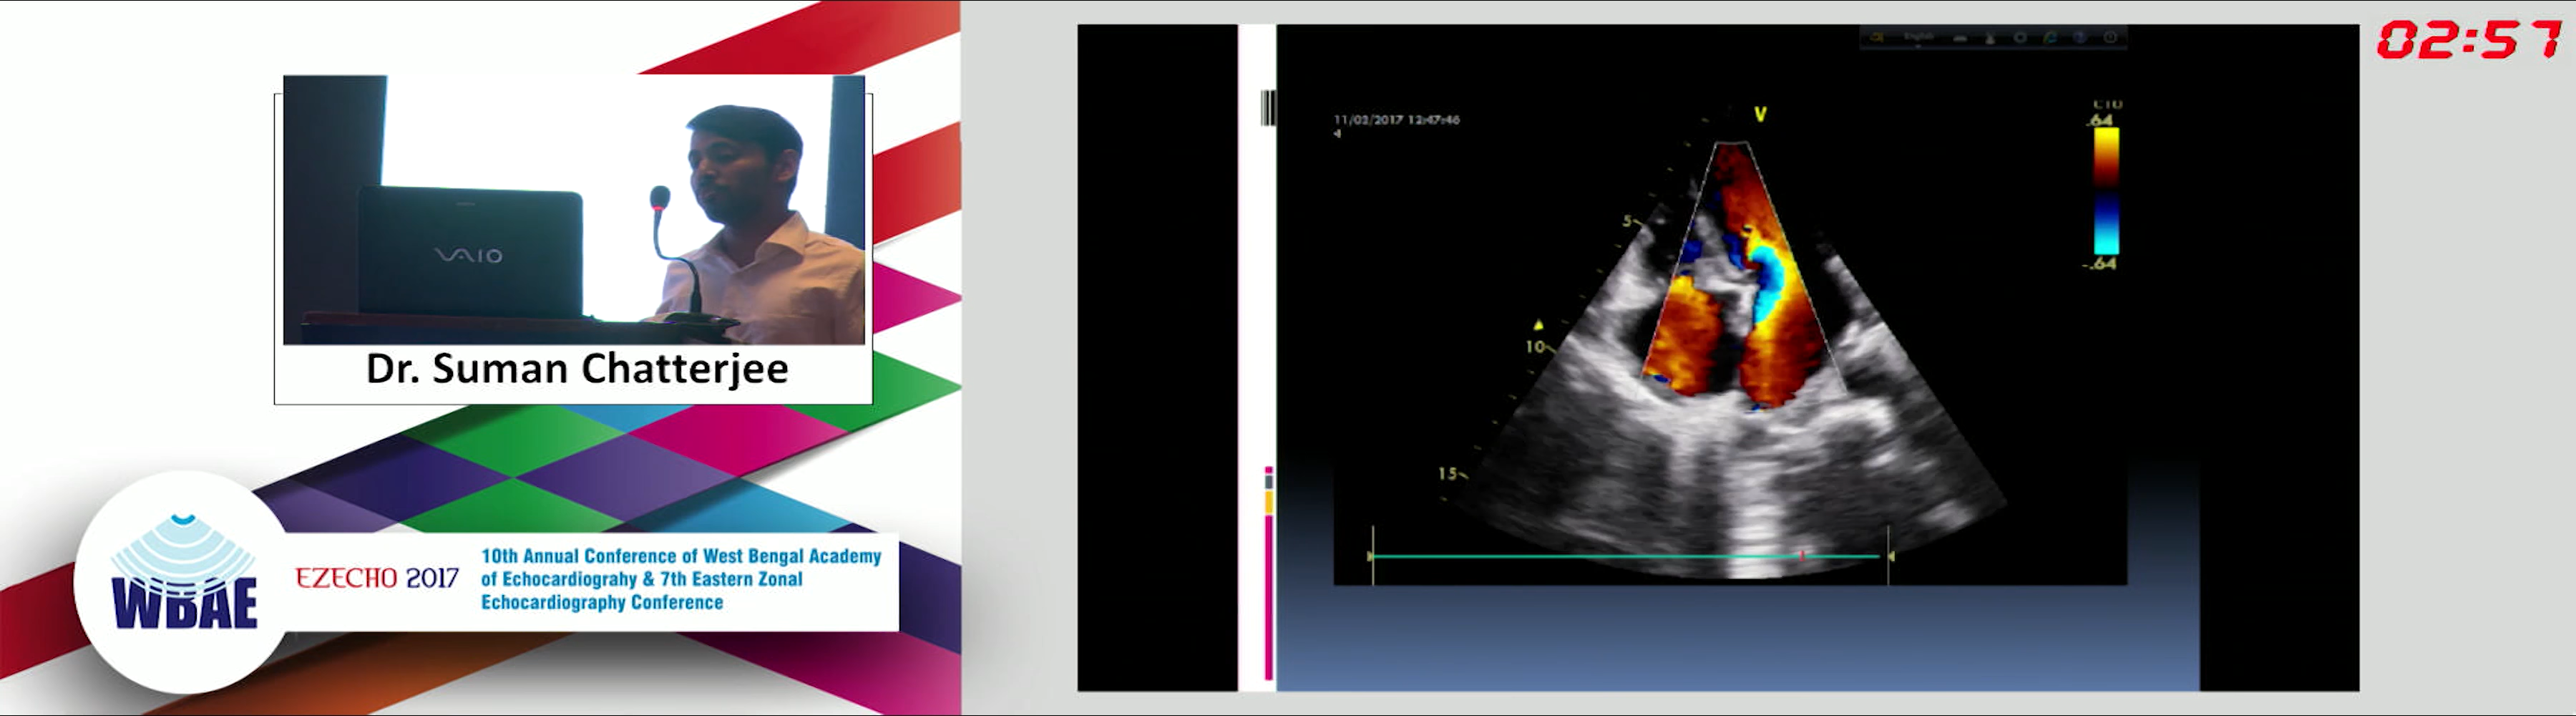 VAIO
Dr. Suman Chatterjee
WBAE
EZECHO 2017
10th Annual Conference of West Bengal Academy
of Echocardiograhy & 7th Eastern Zonal
Echocardiography Conference
English
11/02/2017 12:47:46
V
.64
-.64
5
10
15
02:57